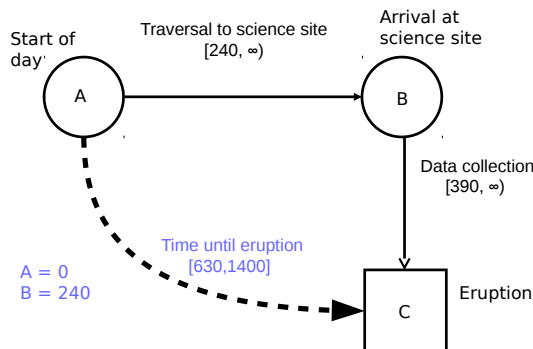 Start of
day
Traversal to science site
[240, ∞)
Arrival at
science site
A
B
Data collection
[390, ∞)
Time until eruption
[630,1400]
A = 0
B = 240
C
Eruption